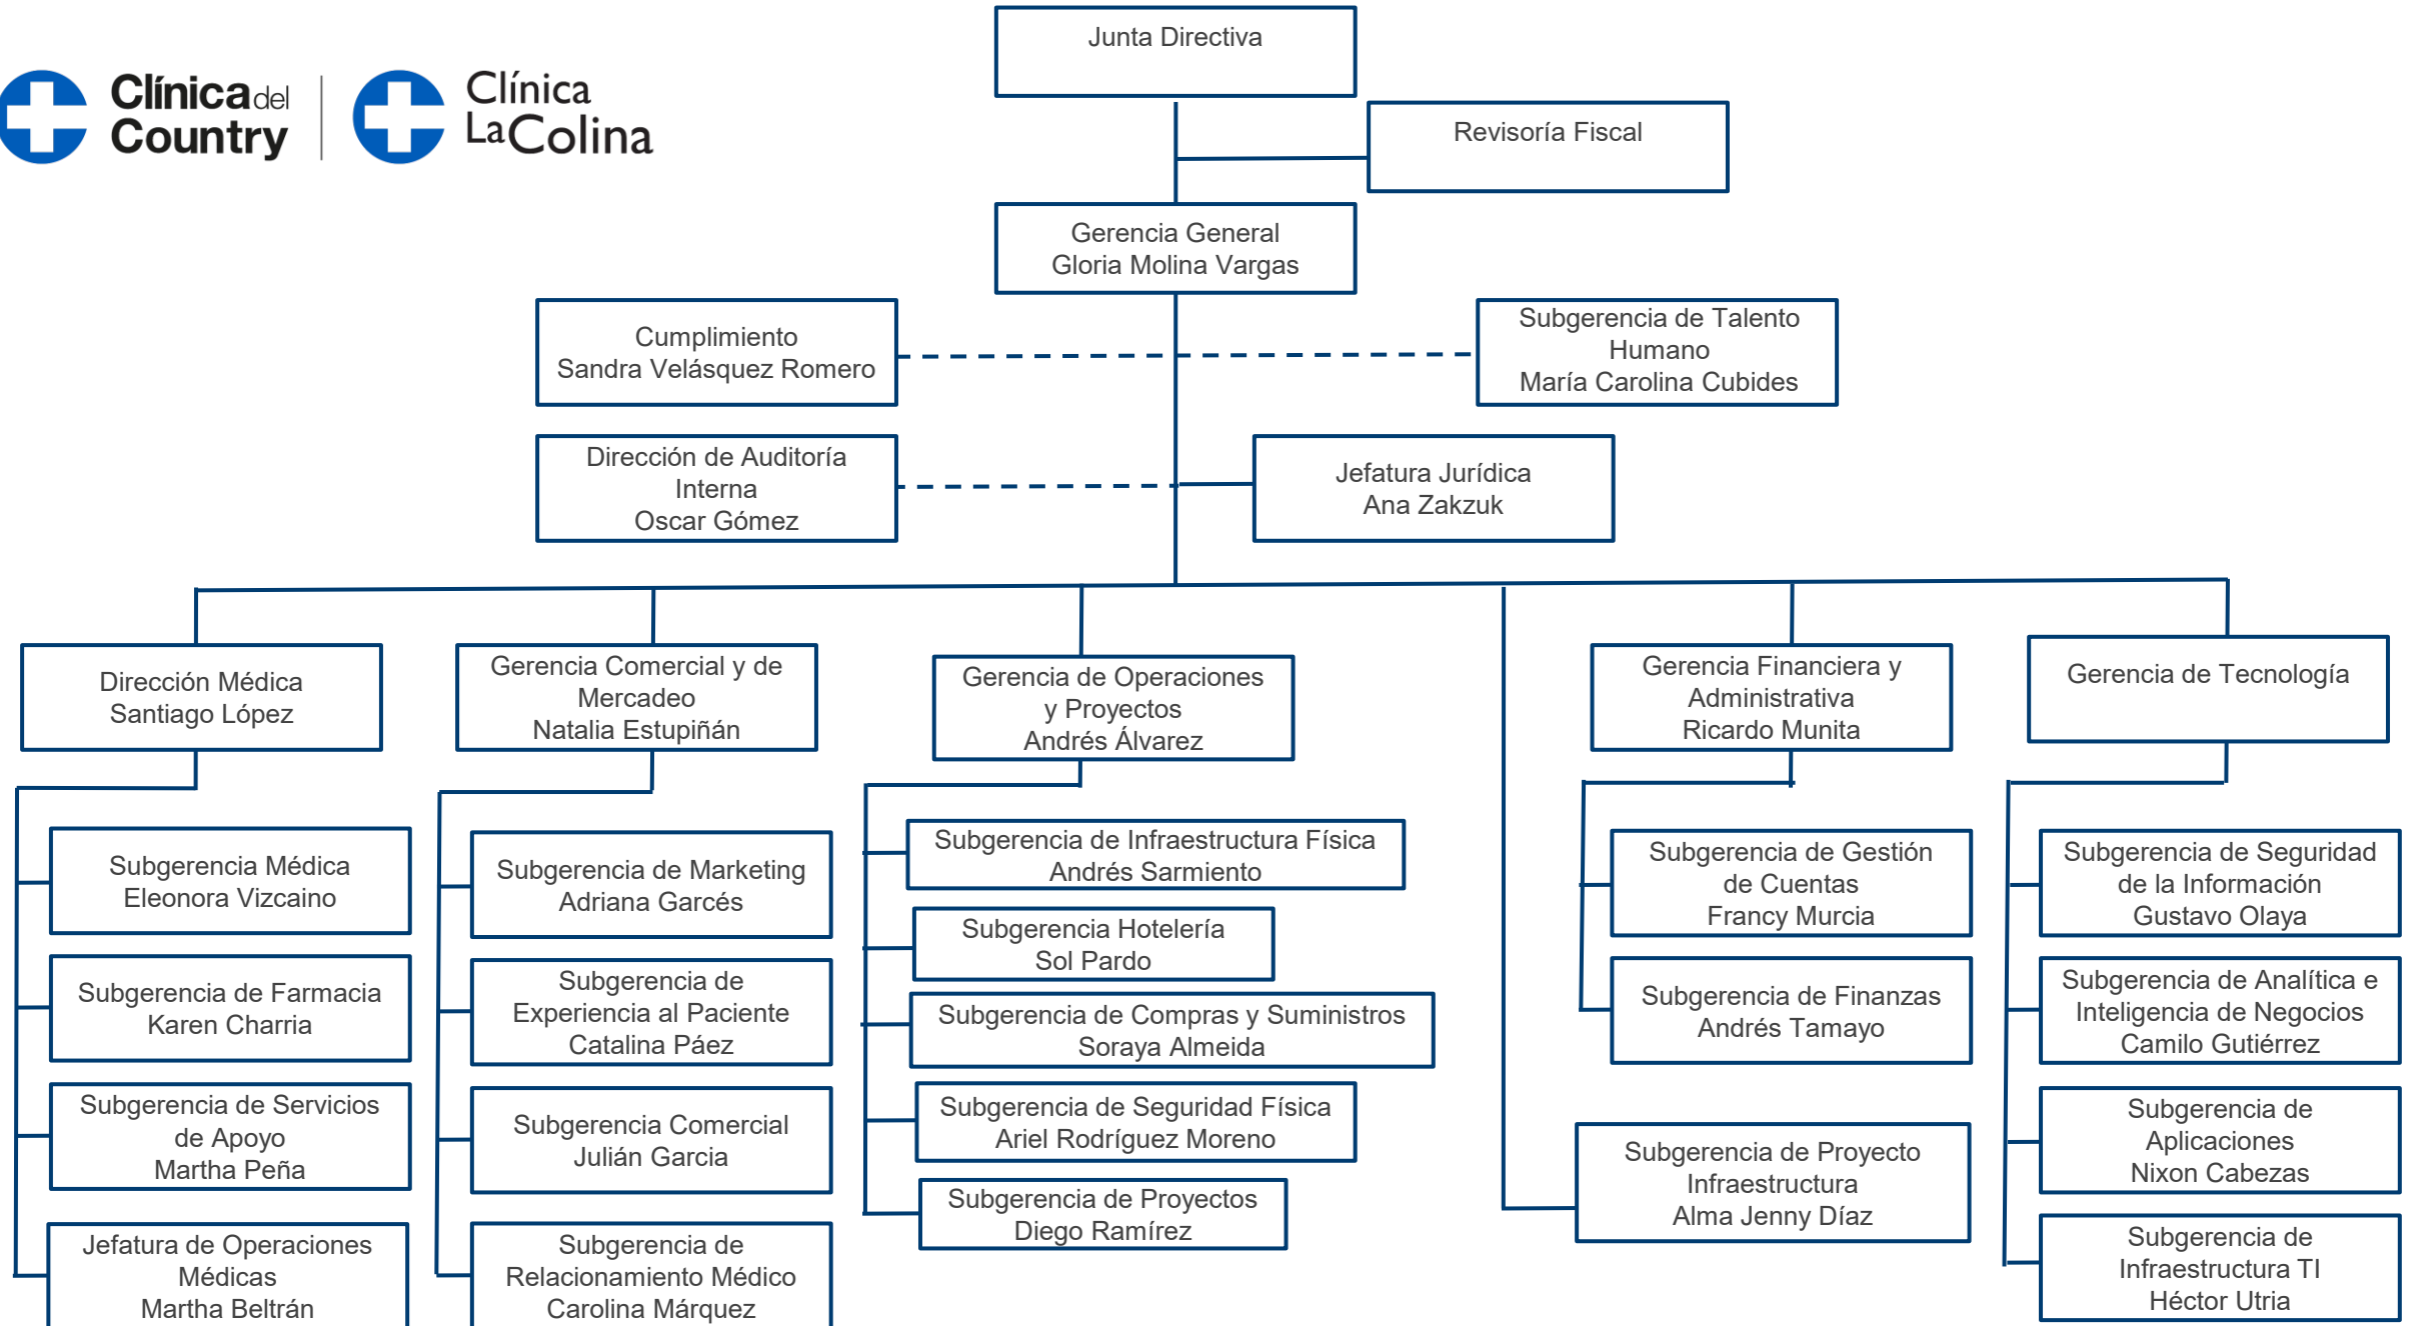 Junta Directiva
Clínica del
Country
Clínica
La Colina
Revisoría Fiscal
Gerencia General
Gloria Molina Vargas
Cumplimiento
Sandra Velásquez Romero
Subgerencia de Talento
Humano
María Carolina Cubides
Dirección de Auditoría
Interna
Oscar Gómez
Jefatura Jurídica
Ana Zakzuk
Dirección Médica
Santiago López
Gerencia Comercial y de
Mercadeo
Natalia Estupiñán
Gerencia de Operaciones
y Proyectos
Andrés Álvarez
Gerencia Financiera y
Administrativa
Ricardo Munita
Gerencia de Tecnología
Subgerencia Médica
Eleonora Vizcaino
Subgerencia de Farmacia
Karen Charria
Subgerencia de Servicios
de Apoyo
Martha Peña
Jefatura de Operaciones
Médicas
Martha Beltrán
Subgerencia de Marketing
Adriana Garcés
Subgerencia de
Experiencia al Paciente
Catalina Páez
Subgerencia Comercial
Julián Garcia
Subgerencia de
Relacionamiento Médico
Carolina Márquez
Subgerencia de Infraestructura Física
Andrés Sarmiento
Subgerencia Hotelería
Sol Pardo
Subgerencia de Compras y Suministros
Soraya Almeida
Subgerencia de Seguridad Física
Ariel Rodríguez Moreno
Subgerencia de Proyectos
Diego Ramírez
Subgerencia de Gestión
de Cuentas
Francy Murcia
Subgerencia de Finanzas
Andrés Tamayo
Subgerencia de Proyecto
Infraestructura
Alma Jenny Díaz
Subgerencia de Seguridad
de la Información
Gustavo Olaya
Subgerencia de Analítica e
Inteligencia de Negocios
Camilo Gutiérrez
Subgerencia de
Aplicaciones
Nixon Cabezas
Subgerencia de
Infraestructura TI
Héctor Utria